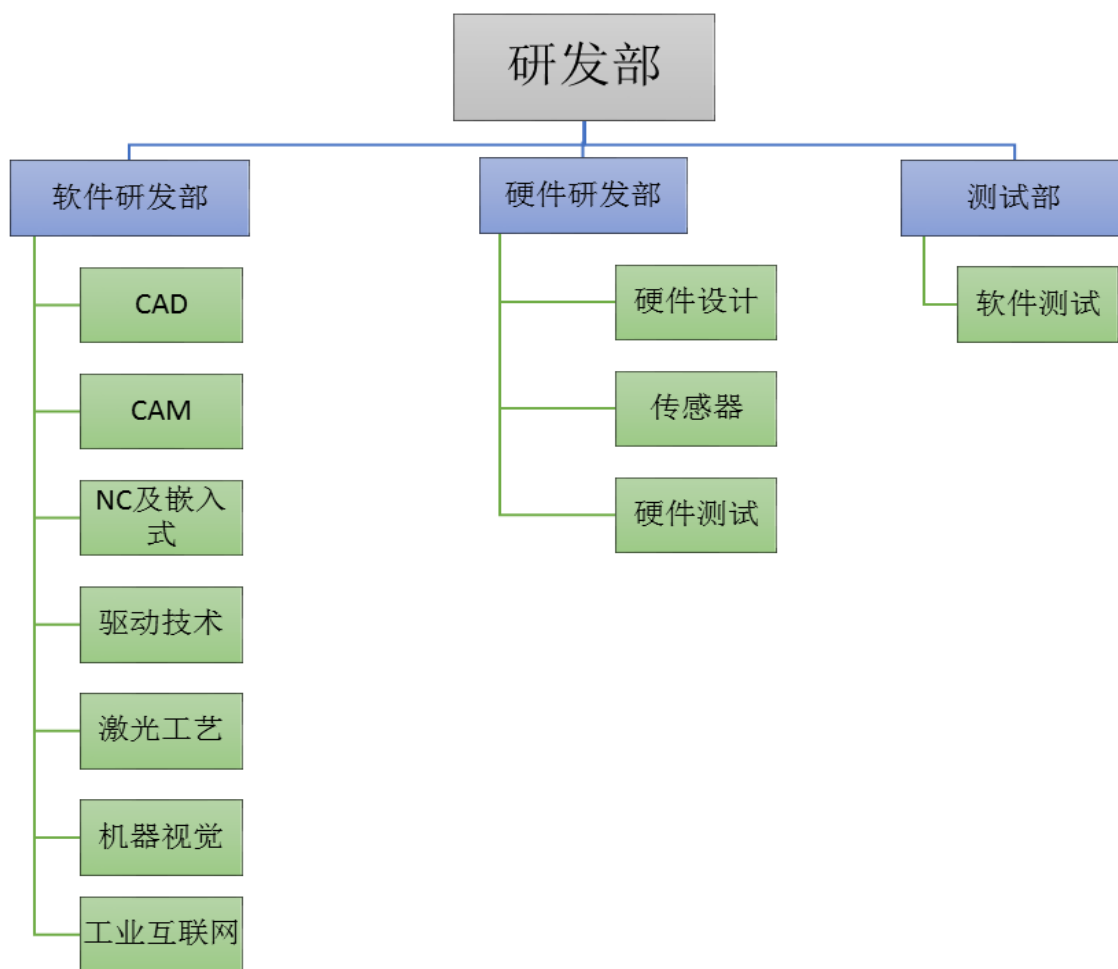 研发部
软件研发部
硬件研发部
测试部
CAD
CAM
NC及嵌入
式
驱动技术
激光工艺
机器视觉
工业互联网
硬件设计
传感器
硬件测试
软件测试